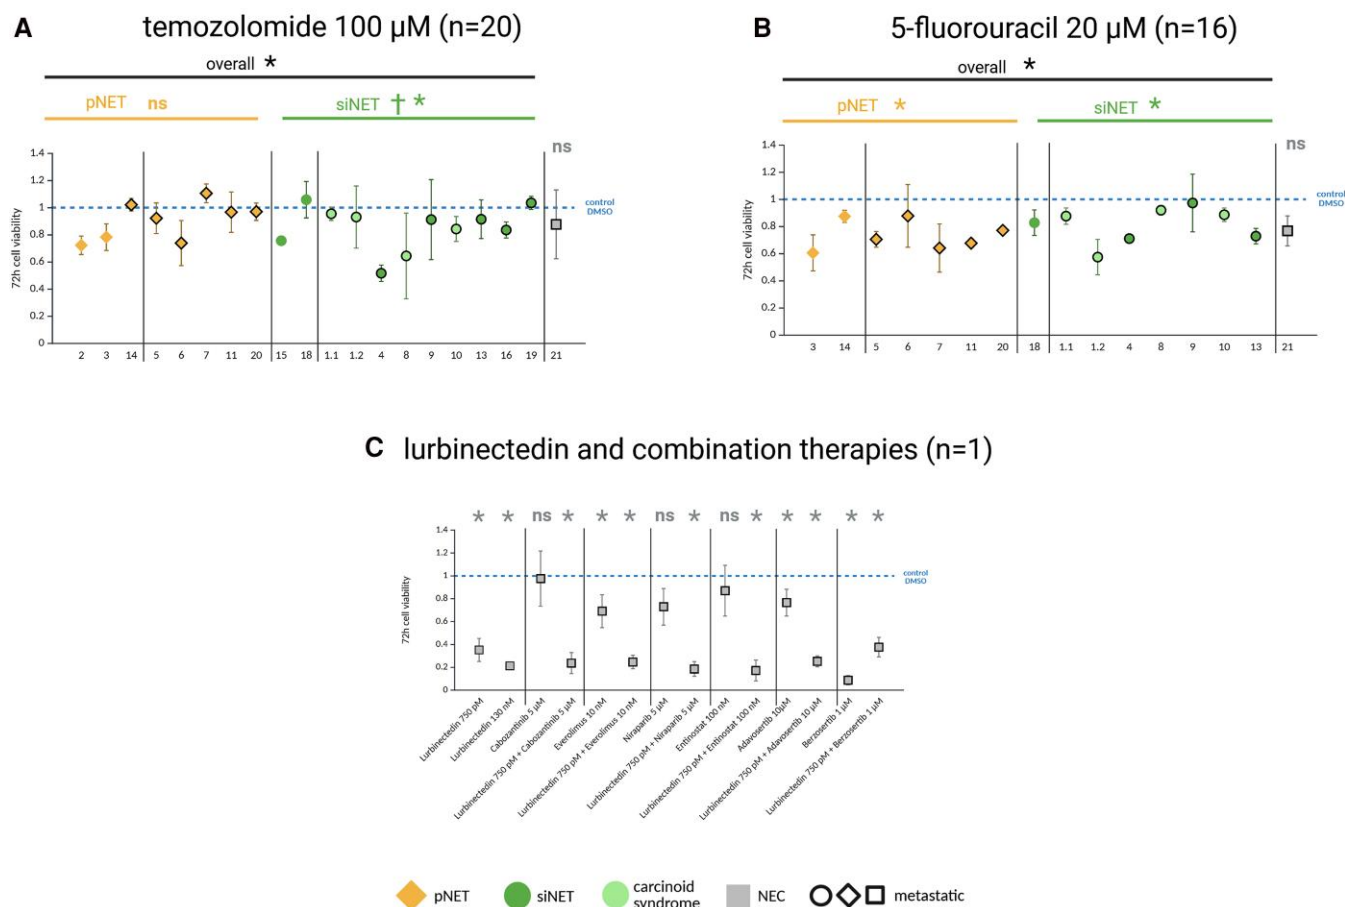 A
temozolomide 100 µM (n=20)
overall *
pNET ns
siNET † *
ns
1.4
1.2
1
0.8
0.6
0.4
0.2
0
72h cell viability
control
DMSO
2 3 14 5 6 7 11 20 15 18 1.1 1.2 4 8 9 10 13 16 19 21
B
5-fluorouracil 20 µM (n=16)
overall *
pNET *
siNET *
ns
1.4
1.2
1
0.8
0.6
0.4
0.2
0
72h cell viability
control
DMSO
3 14 5 6 7 11 20 18 1.1 1.2 4 8 9 10 13 21
C
lurbinectedin and combination therapies (n=1)
* * ns * * * ns * ns * * * * *
1.4
1.2
1
0.8
0.6
0.4
0.2
0
72h cell viability
control
DMSO
Lurbinectedin 750 pM
Lurbinectedin 130 nM
Cabozantinib 5 µM
Lurbinectedin 750 pM + Cabozantinib 5 µM
Everolimus 10 nM
Lurbinectedin 750 pM + Everolimus 10 nM
Niraparib 5 µM
Lurbinectedin 750 pM + Niraparib 5 µM
Entinostat 100 nM
Lurbinectedin 750 pM + Entinostat 100 nM
Adavosertib 10µM
Lurbinectedin 750 pM + Adavosertib 10 µM
Berzosertib 1 µM
Lurbinectedin 750 pM + Berzosertib 1 µM
pNET
siNET
carcinoid
syndrome
NEC
metastatic